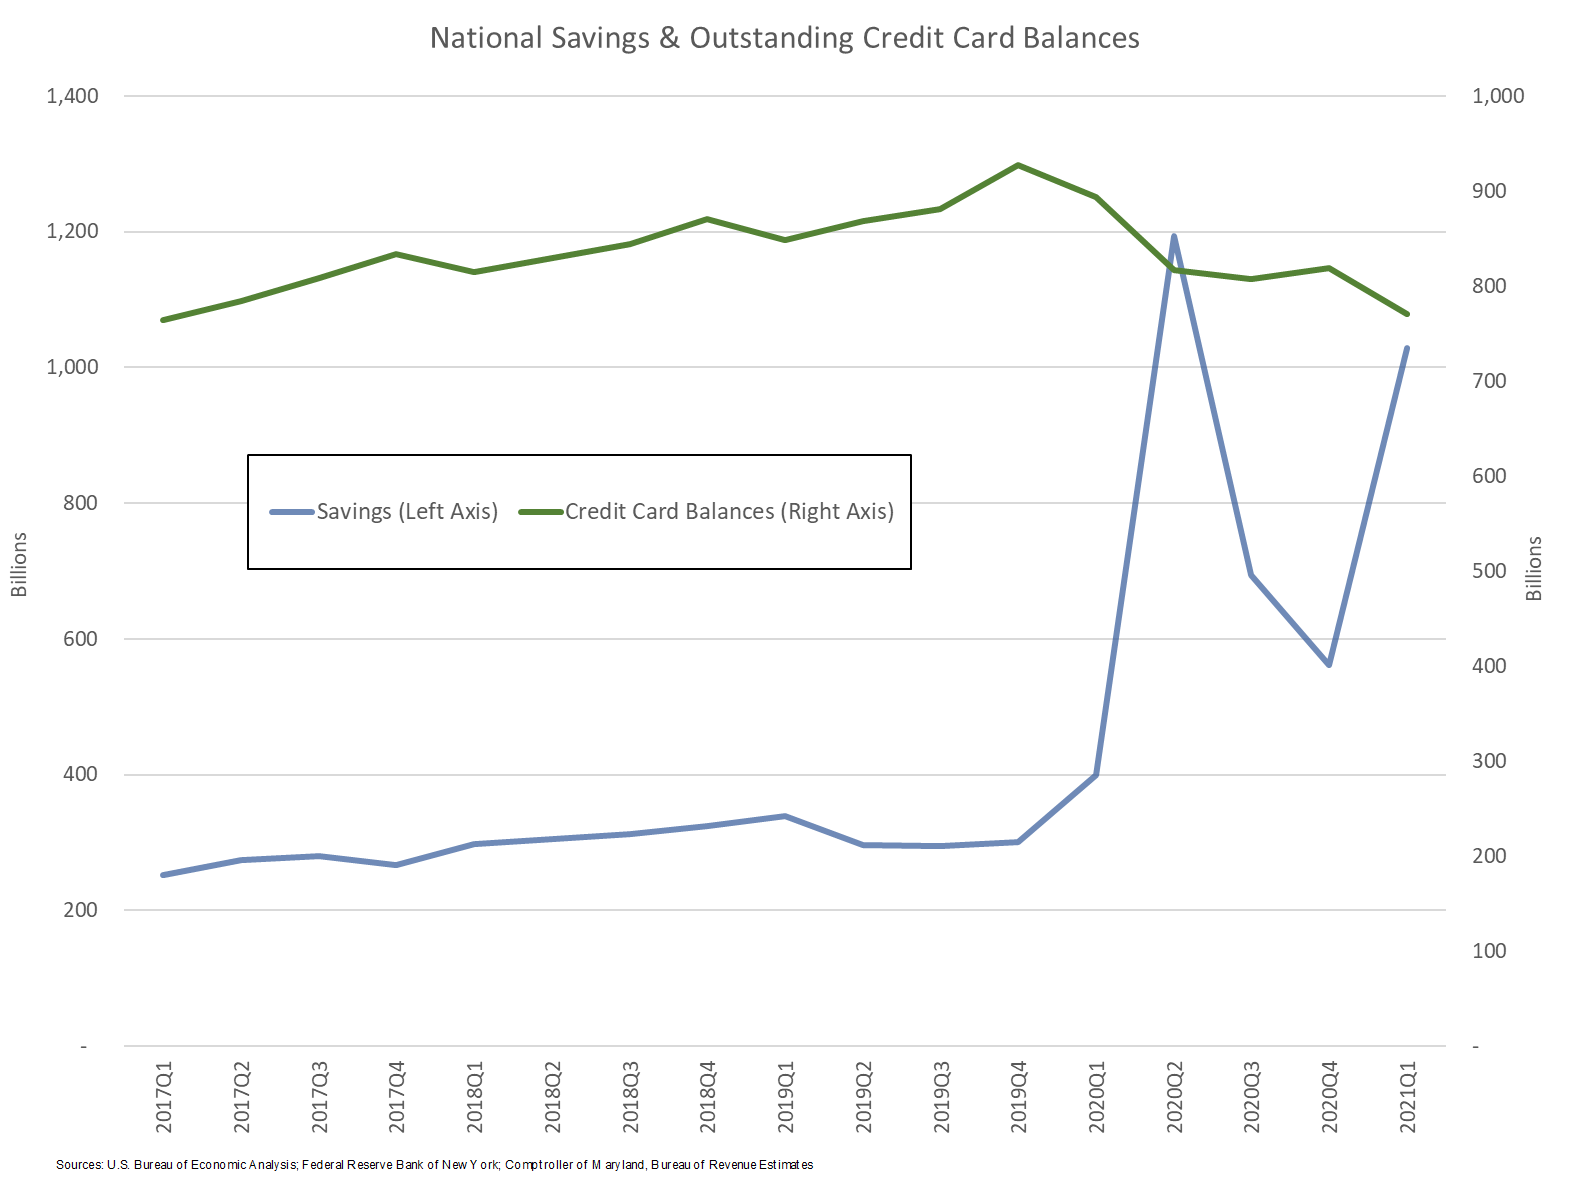 National Savings & Outstanding Credit Card Balances
1,400
1,200
1,000
800
600
400
200
-
Billions
1,000
900
800
700
600
500
400
300
200
100
-
Billions
Savings (Left Axis) Credit Card Balances (Right Axis)
2017Q1
2017Q2
2017Q3
2017Q4
2018Q1
2018Q2
2018Q3
2018Q4
2019Q1
2019Q2
2019Q3
2019Q4
2020Q1
2020Q2
2020Q3
2020Q4
2021Q1
Sources: U.S. Bureau of Economic Analysis; Federal Reserve Bank of New York; Comptroller of Maryland, Bureau of Revenue Estimates